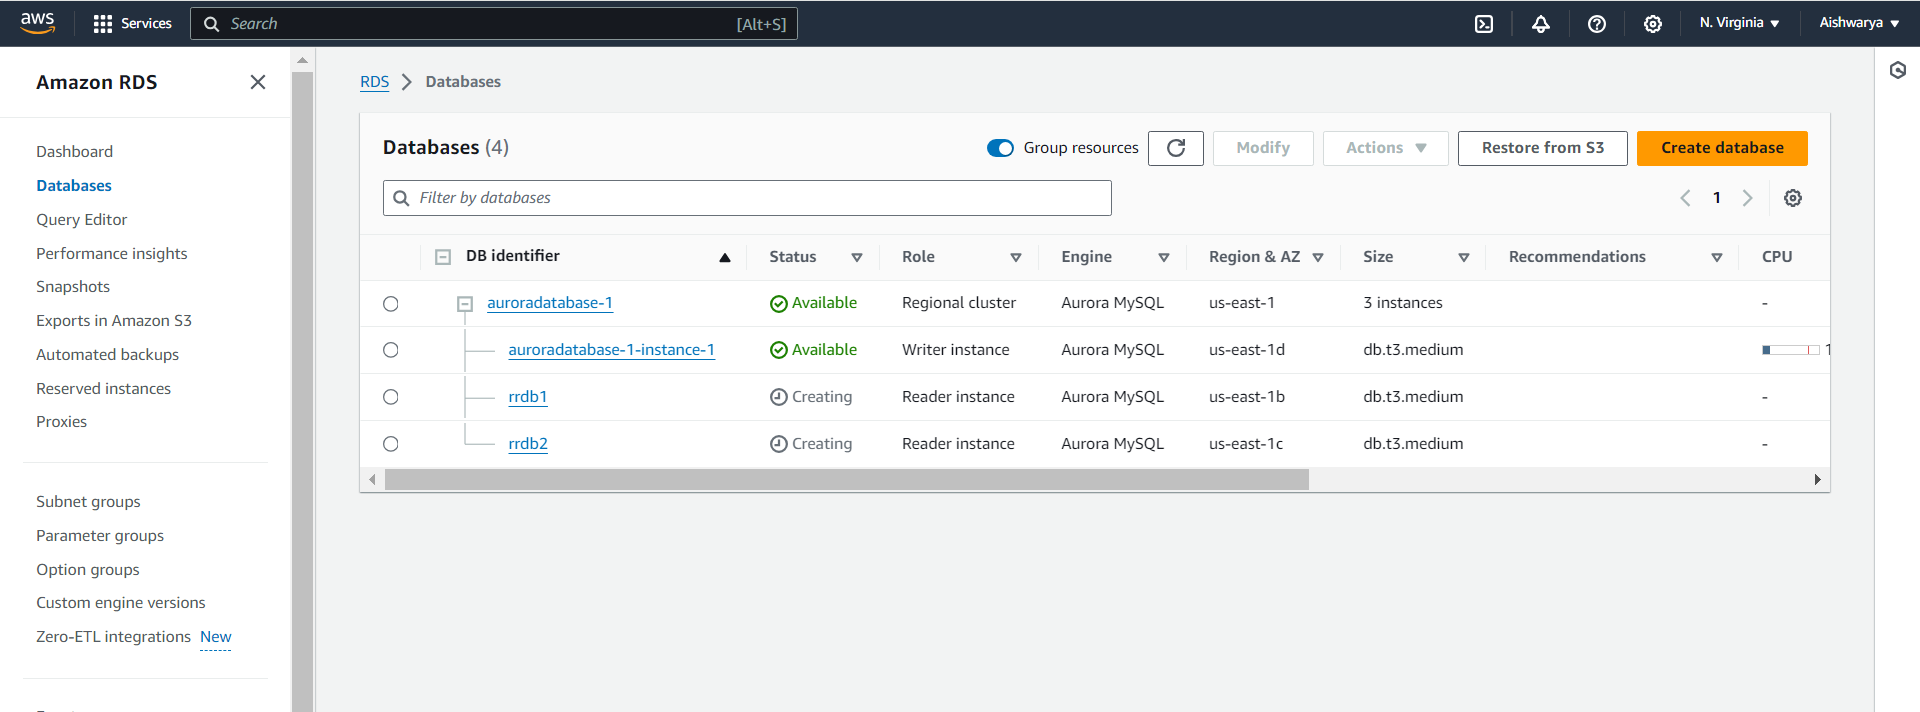 aws Services Search [Alt+S] N. Virginia Aishwarya
Amazon RDS
Dashboard
Databases
Query Editor
Performance insights
Snapshots
Exports in Amazon S3
Automated backups
Reserved instances
Proxies
Subnet groups
Parameter groups
Option groups
Custom engine versions
Zero-ETL integrations New
RDS Databases
Databases (4) Group resources Modify Actions Restore from S3 Create database
Filter by databases 1
DB identifier Status Role Engine Region & AZ Size Recommendations CPU
auroradatabase-1 Available Regional cluster Aurora MySQL us-east-1 3 instances -
auroradatabase-1-instance-1 Available Writer instance Aurora MySQL us-east-1d db.t3.medium
rrdb1 Creating Reader instance Aurora MySQL us-east-1b db.t3.medium -
rrdb2 Creating Reader instance Aurora MySQL us-east-1c db.t3.medium -